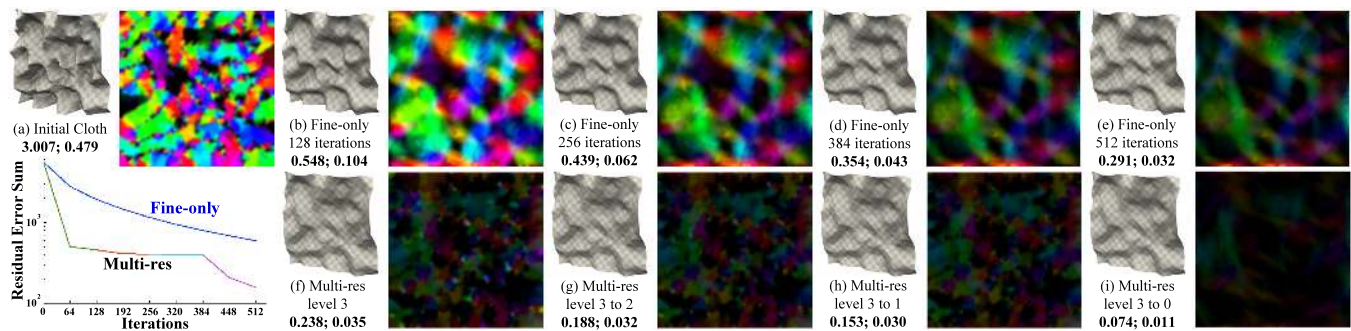 (a) Initial Cloth
3.007; 0.479
(b) Fine-only
128 iterations
0.548; 0.104
(c) Fine-only
256 iterations
0.439; 0.062
(d) Fine-only
384 iterations
0.354; 0.043
(e) Fine-only
512 iterations
0.291; 0.032
Residual Error Sum
10³
10²
Fine-only
Multi-res
0 64 128 192 256 320 384 448 512
Iterations
(f) Multi-res
level 3
0.238; 0.035
(g) Multi-res
level 3 to 2
0.188; 0.032
(h) Multi-res
level 3 to 1
0.153; 0.030
(i) Multi-res
level 3 to 0
0.074; 0.011